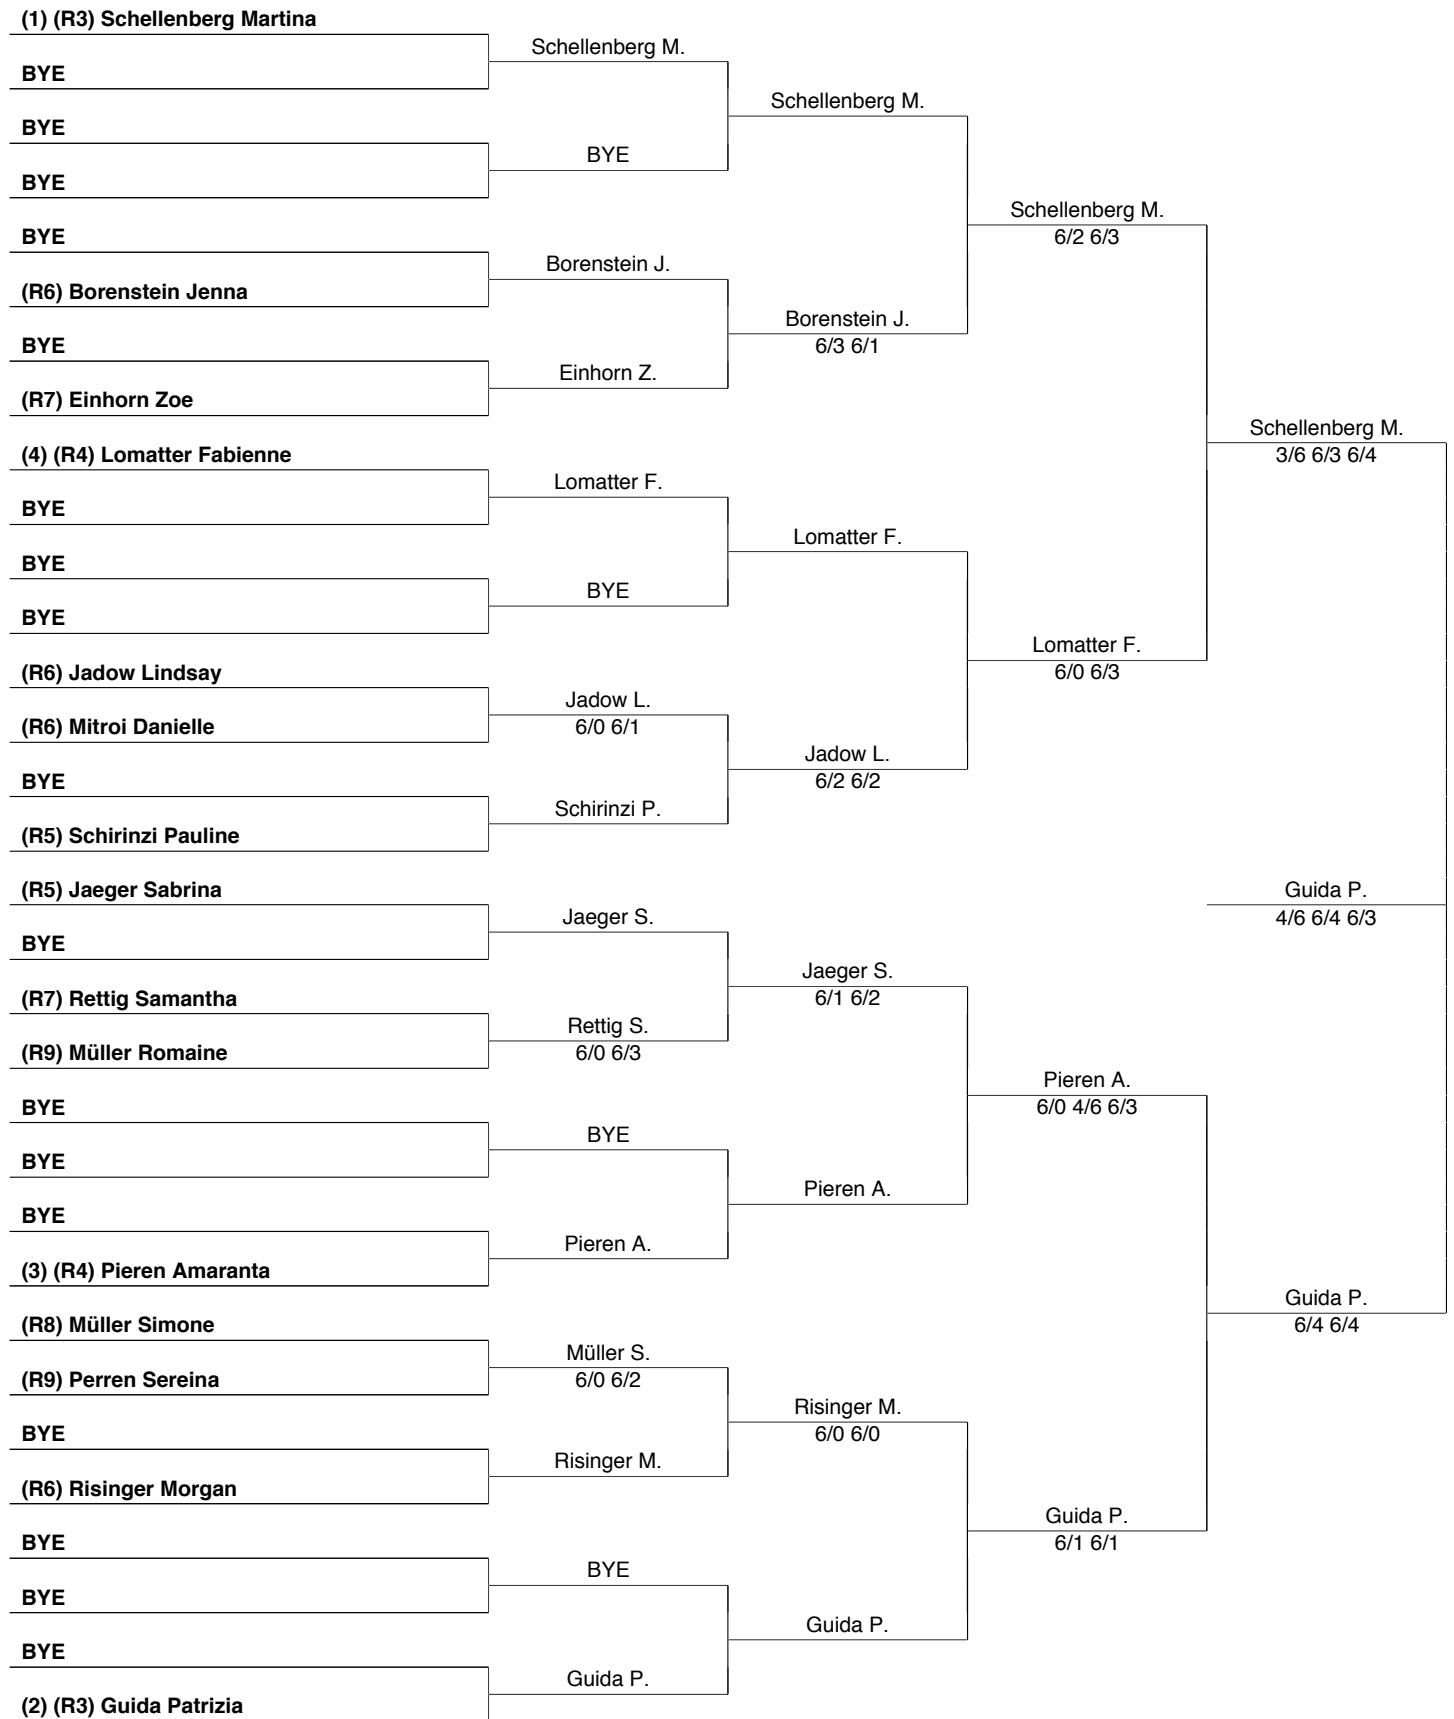 (1) (R3) Schellenberg Martina
Schellenberg M.
BYE
Schellenberg M.
BYE
BYE
BYE
Schellenberg M.
6/2 6/3
BYE
Borenstein J.
(R6) Borenstein Jenna
Borenstein J.
6/3 6/1
BYE
Einhorn Z.
(R7) Einhorn Zoe
Schellenberg M.
3/6 6/3 6/4
(4) (R4) Lomatter Fabienne
Lomatter F.
BYE
Lomatter F.
BYE
BYE
BYE
Lomatter F.
6/0 6/3
(R6) Jadow Lindsay
Jadow L.
6/0 6/1
(R6) Mitroi Danielle
Jadow L.
6/2 6/2
BYE
Schirinzi P.
(R5) Schirinzi Pauline
(R5) Jaeger Sabrina
Guida P.
4/6 6/4 6/3
Jaeger S.
BYE
Jaeger S.
6/1 6/2
(R7) Rettig Samantha
Rettig S.
6/0 6/3
(R9) Müller Romaine
Pieren A.
6/0 4/6 6/3
BYE
BYE
BYE
Pieren A.
BYE
Pieren A.
(3) (R4) Pieren Amaranta
Guida P.
6/4 6/4
(R8) Müller Simone
Müller S.
6/0 6/2
(R9) Perren Sereina
Risinger M.
6/0 6/0
BYE
Risinger M.
(R6) Risinger Morgan
Guida P.
6/1 6/1
BYE
BYE
BYE
Guida P.
BYE
Guida P.
(2) (R3) Guida Patrizia